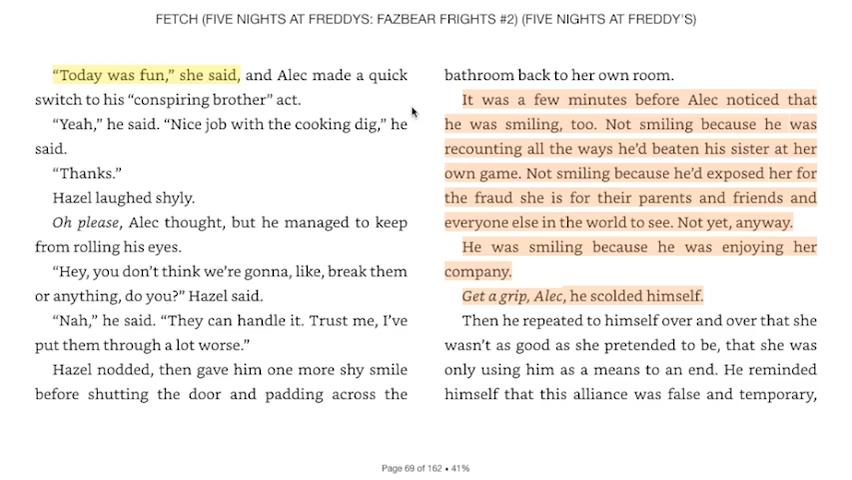 FETCH (FIVE NIGHTS AT FREDDYS: FAZBEAR FRIGHTS #2) (FIVE NIGHTS AT FREDDY'S)
“Today was fun,” she said, and Alec made a quick
switch to his “conspiring brother” act.
“Yeah,” he said. “Nice job with the cooking dig,” he
said.
“Thanks.”
Hazel laughed shyly.
Oh please, Alec thought, but he managed to keep
from rolling his eyes.
“Hey, you don’t think we’re gonna, like, break them
or anything, do you?” Hazel said.
“Nah,” he said. “They can handle it. Trust me, I’ve
put them through a lot worse.”
Hazel nodded, then gave him one more shy smile
before shutting the door and padding across the
bathroom back to her own room.
It was a few minutes before Alec noticed that
he was smiling, too. Not smiling because he was
recounting all the ways he’d beaten his sister at her
own game. Not smiling because he’d exposed her for
the fraud she is for their parents and friends and
everyone else in the world to see. Not yet, anyway.
He was smiling because he was enjoying her
company.
Get a grip, Alec, he scolded himself.
Then he repeated to himself over and over that she
wasn’t as good as she pretended to be, that she was
only using him as a means to an end. He reminded
himself that this alliance was false and temporary,
Page 69 of 162 • 41%